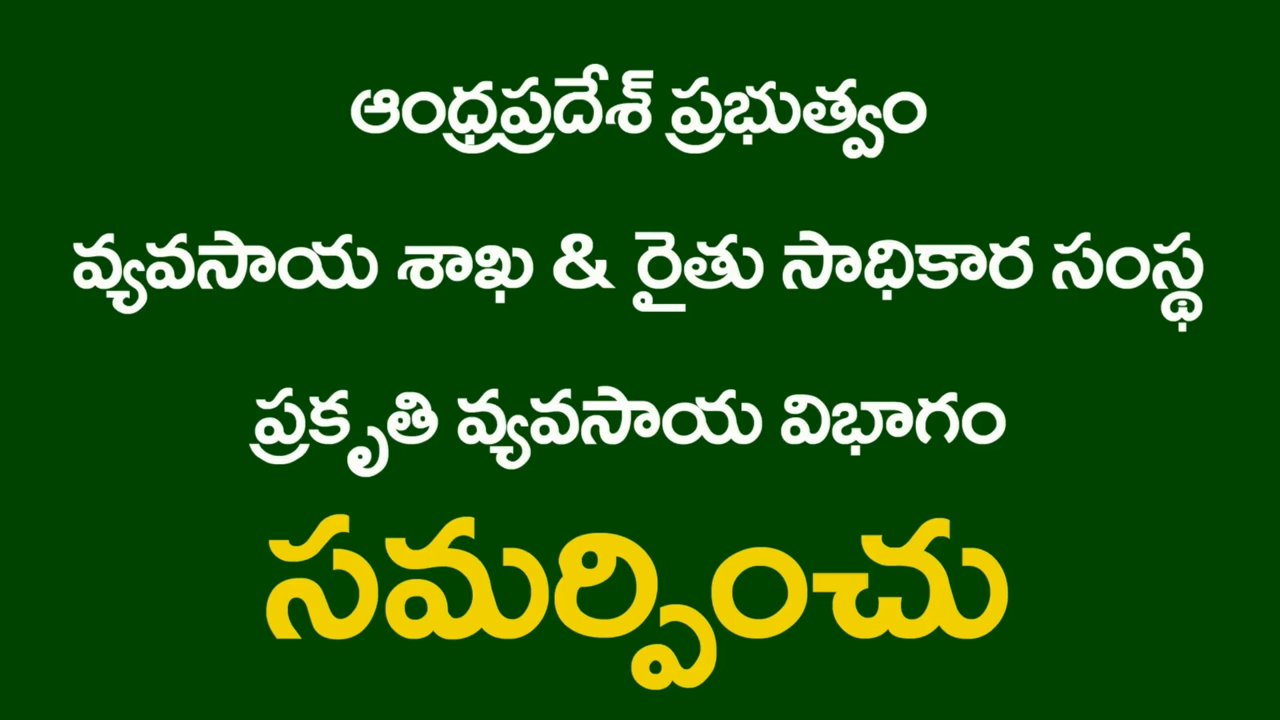 ఆంధ్రప్రదేశ్ ప్రభుత్వం
వ్యవసాయ శాఖ & రైతు సాధికార సంస్థ
ప్రకృతి వ్యవసాయ విభాగం
సమర్పించు